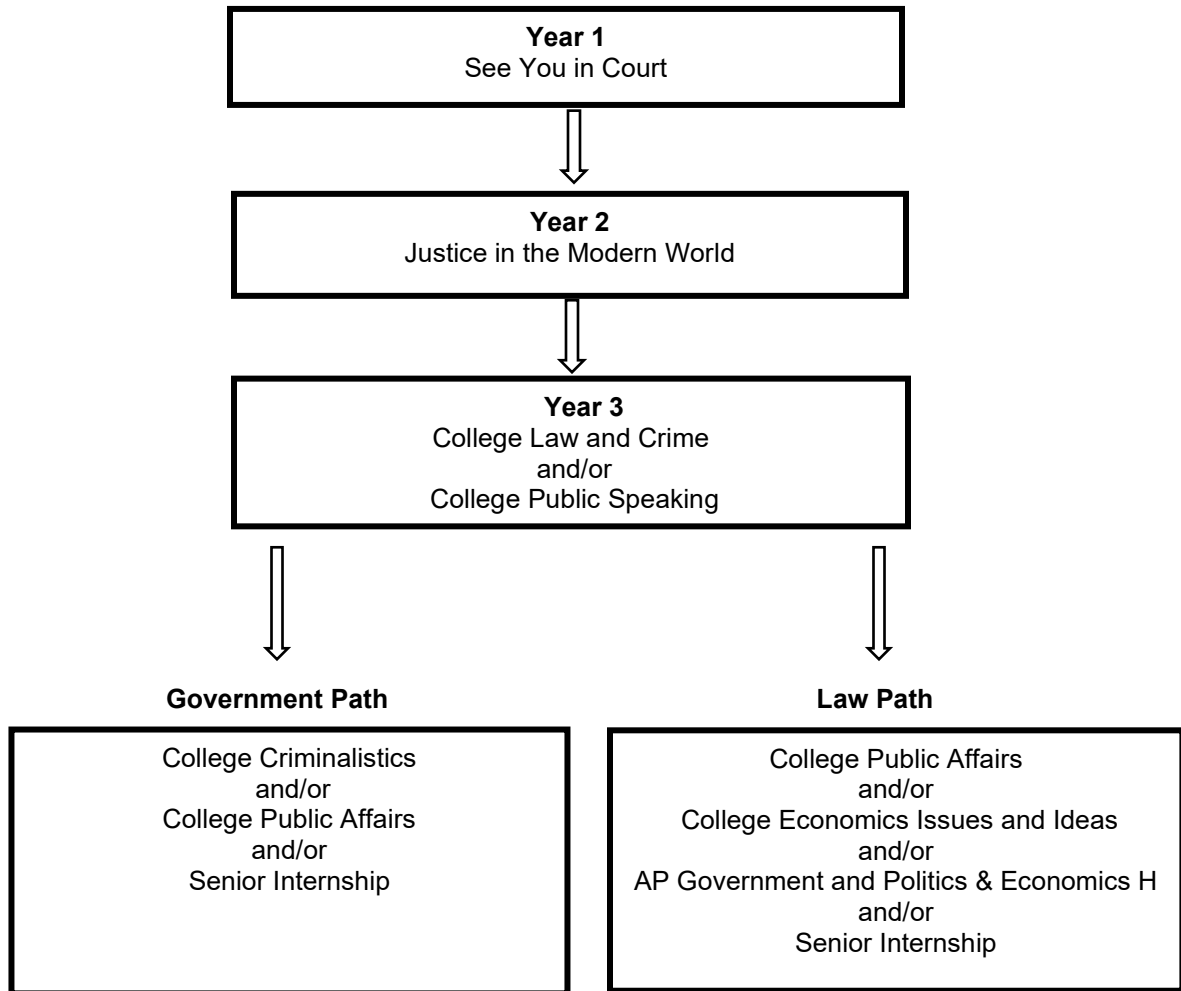 Year 1
See You in Court
Year 2
Justice in the Modern World
Year 3
College Law and Crime
and/or
College Public Speaking
Government Path
College Criminalistics
and/or
College Public Affairs
and/or
Senior Internship
Law Path
College Public Affairs
and/or
College Economics Issues and Ideas
and/or
AP Government and Politics & Economics H
and/or
Senior Internship